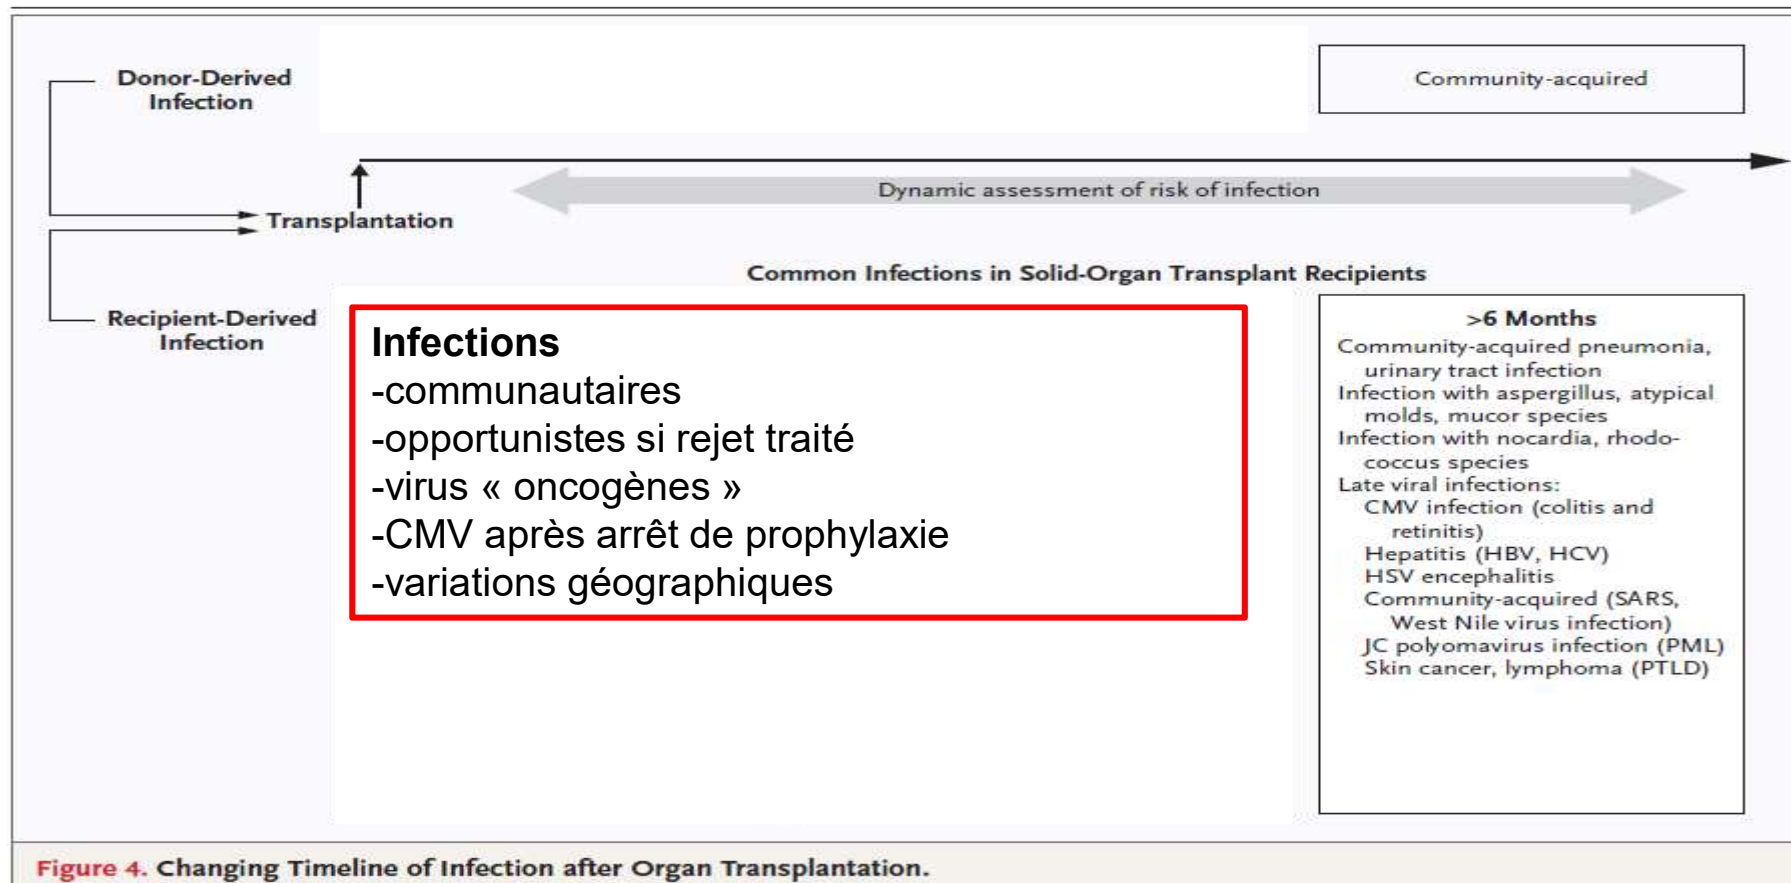 Donor-Derived
Infection
Community-acquired
Dynamic assessment of risk of infection
Transplantation
Common Infections in Solid-Organ Transplant Recipients
Recipient-Derived
Infection
Infections
-communautaires
-opportunistes si rejet traité
-virus « oncogènes »
-CMV après arrêt de prophylaxie
-variations géographiques
>6 Months
Community-acquired pneumonia,
urinary tract infection
Infection with aspergillus, atypical
molds, mucor species
Infection with nocardia, rhodo-
coccus species
Late viral infections:
CMV infection (colitis and
retinitis)
Hepatitis (HBV, HCV)
HSV encephalitis
Community-acquired (SARS,
West Nile virus infection)
JC polyomavirus infection (PML)
Skin cancer, lymphoma (PTLD)
Figure 4. Changing Timeline of Infection after Organ Transplantation.